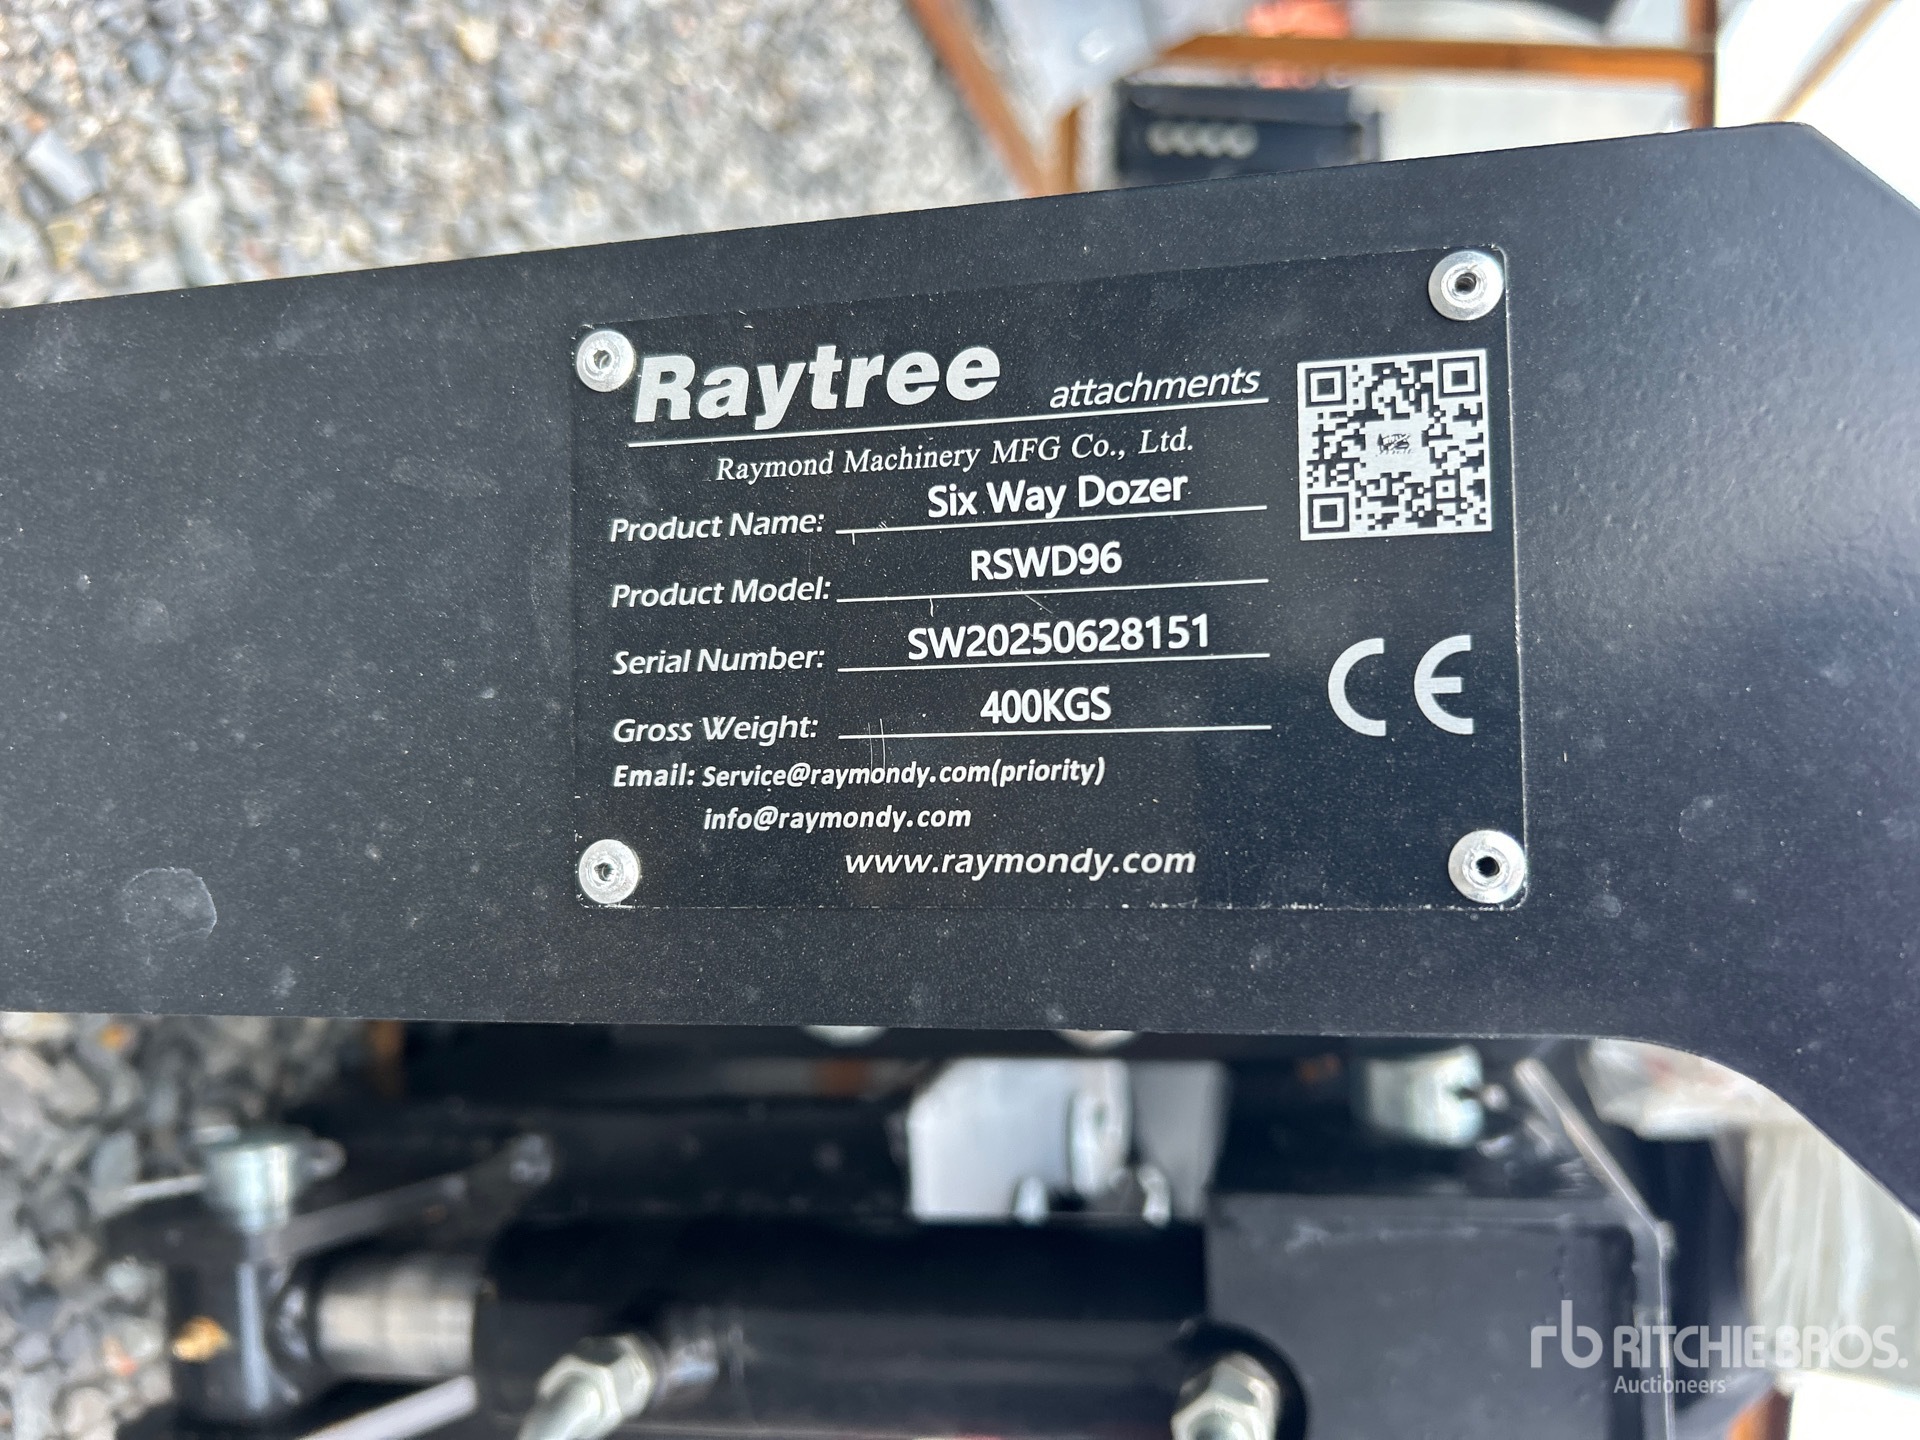 Raytree attachments
Raymond Machinery MFG Co., Ltd.
Product Name: Six Way Dozer
Product Model: RSWD96
Serial Number: SW20250628151
Gross Weight: 400KGS
Email: Service@raymondy.com(priority)
info@raymondy.com
www.raymondy.com
CE
rb RITCHIE BROS.
Auctioneers